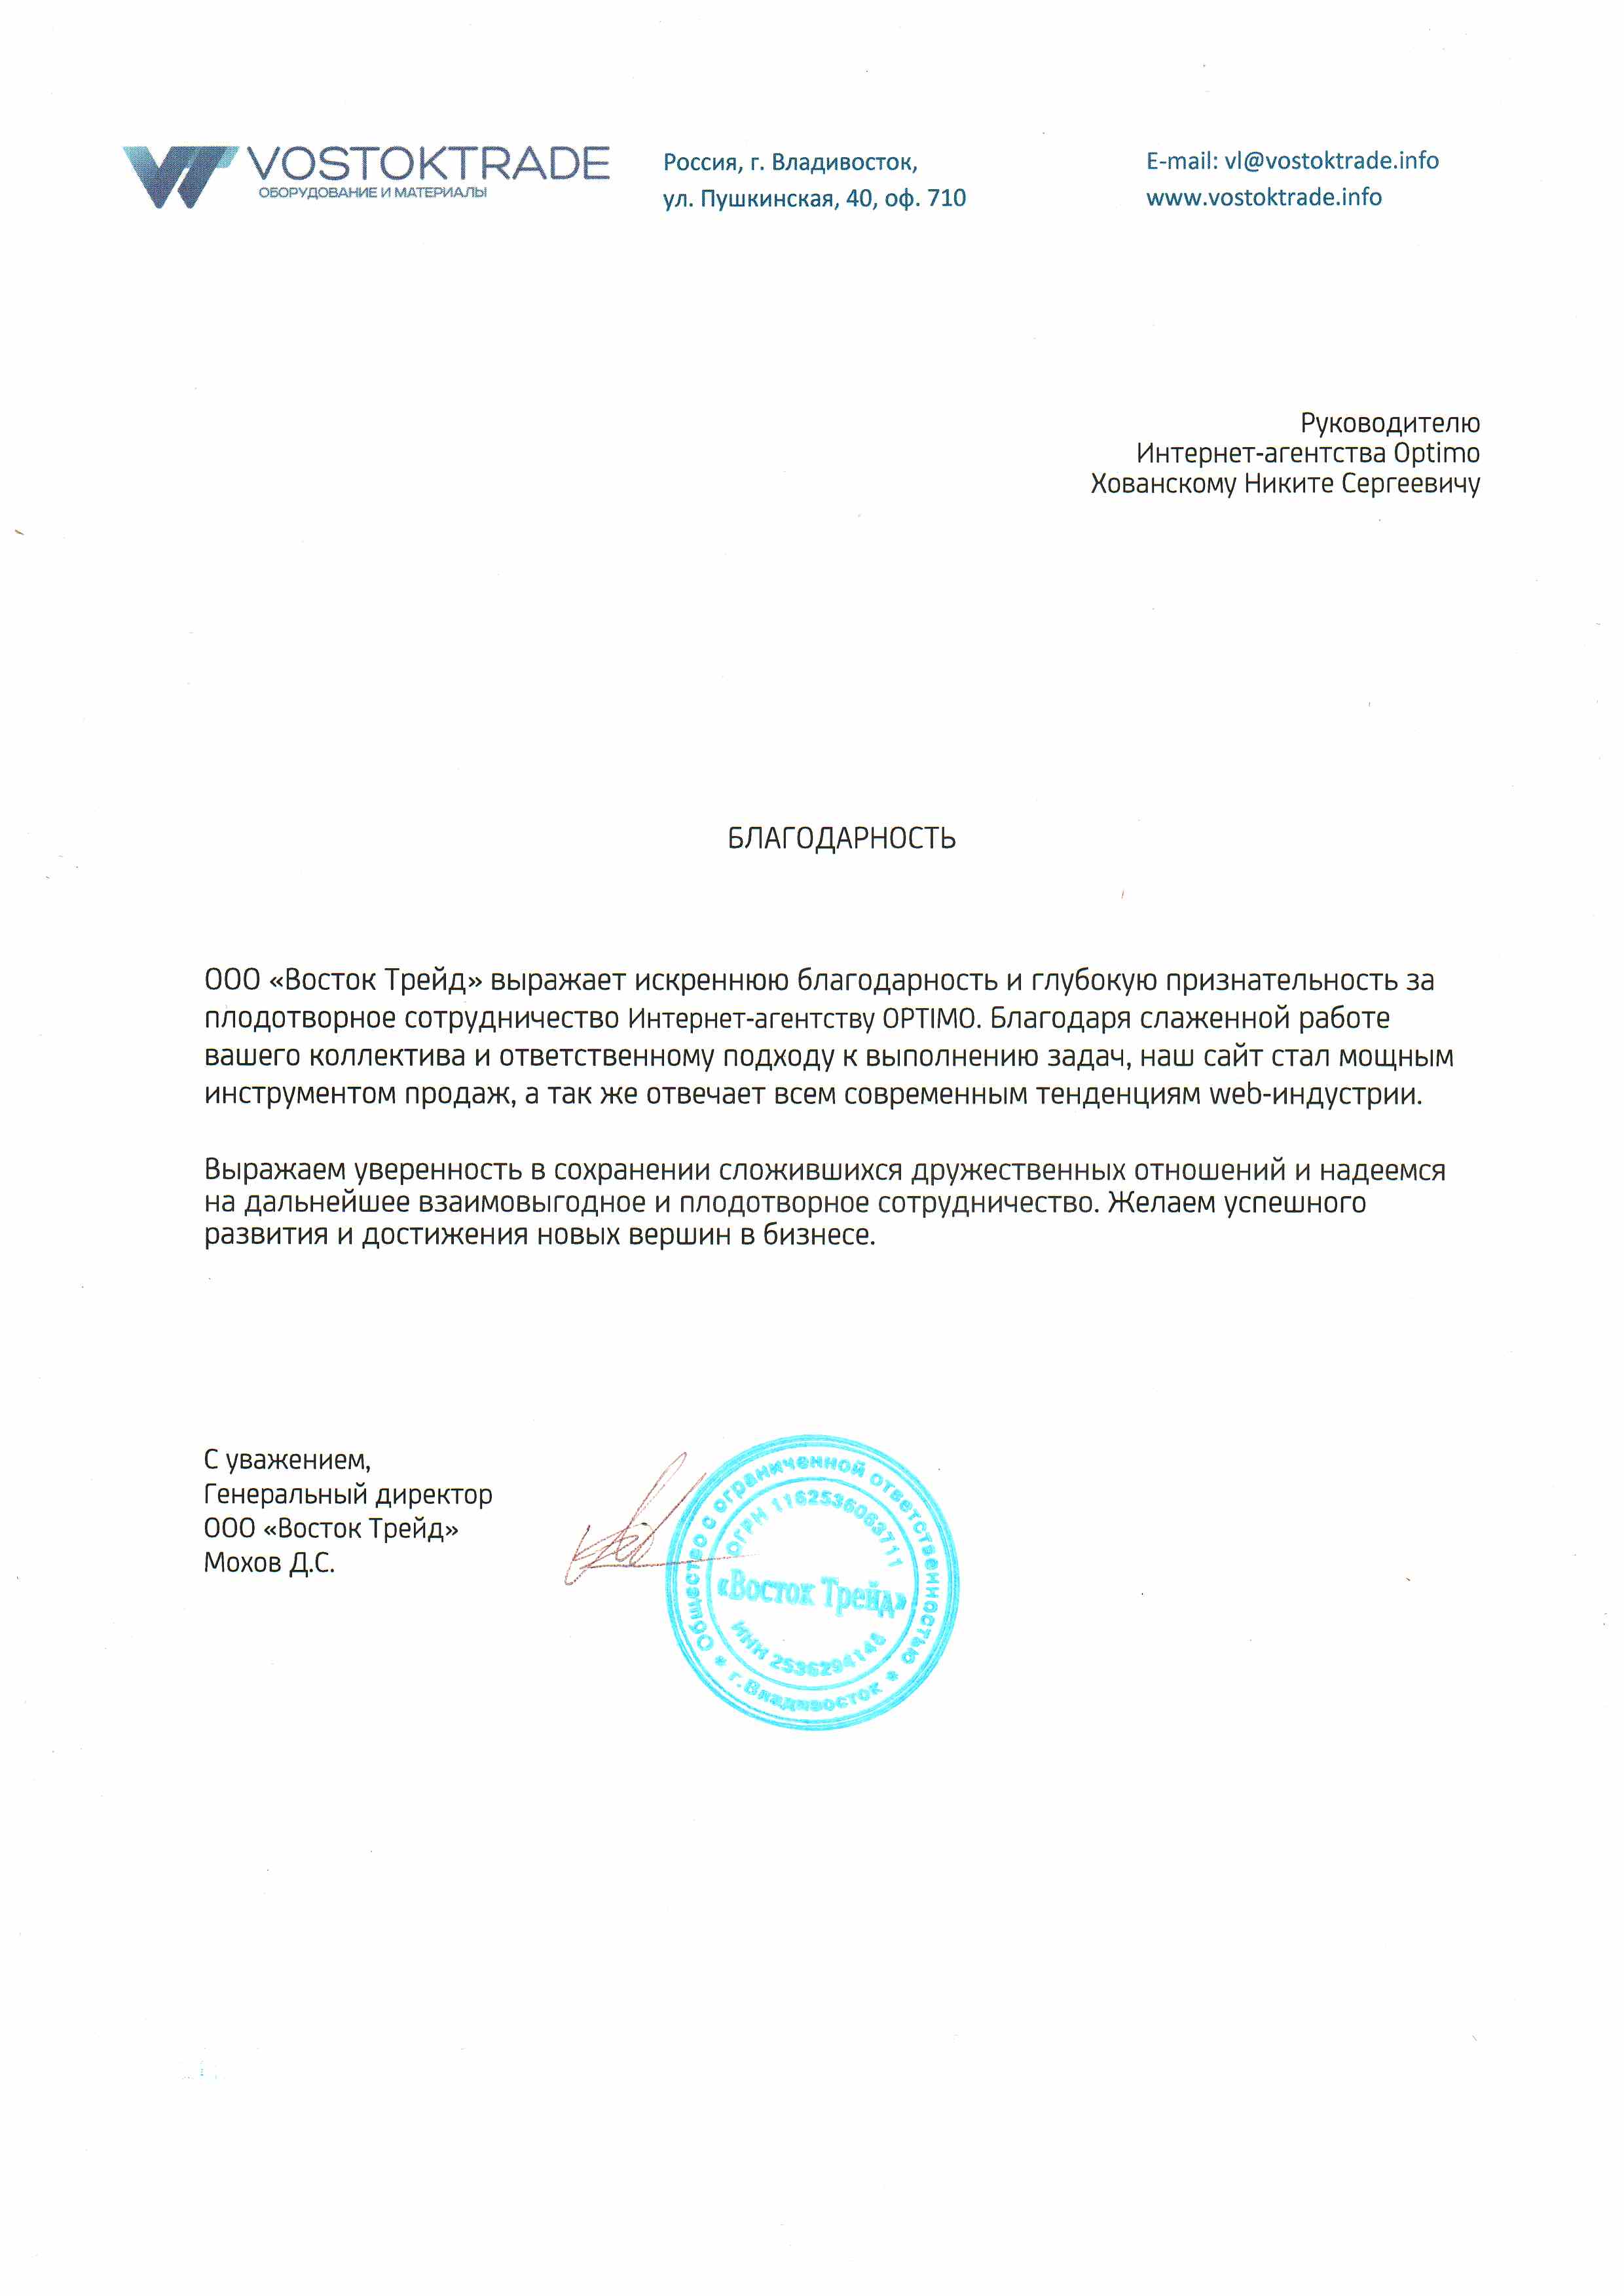 VOSTOKTRADE
ОБОРУДОВАНИЕ И МАТЕРИАЛЫ
Россия, г. Владивосток,
ул. Пушкинская, 40, оф. 710
E-mail: vl@vostoktrade.info
www.vostoktrade.info
Руководителю
Интернет-агентства Optimo
Хованскому Никите Сергеевичу
БЛАГОДАРНОСТЬ
ООО «Восток Трейд» выражает искреннюю благодарность и глубокую признательность за
плодотворное сотрудничество Интернет-агентству OPTIMO. Благодаря слаженной работе
вашего коллектива и ответственному подходу к выполнению задач, наш сайт стал мощным
инструментом продаж, а так же отвечает всем современным тенденциям web-индустрии.
Выражаем уверенность в сохранении сложившихся дружественных отношений и надеемся
на дальнейшее взаимовыгодное и плодотворное сотрудничество. Желаем успешного
развития и достижения новых вершин в бизнесе.
С уважением,
Генеральный директор
ООО «Восток Трейд»
Мохов Д.С.
Общество с ограниченной ответственностью
ОГРН 1162536063711
«Восток Трейд»
ИНН 2536294148
г.Владивосток